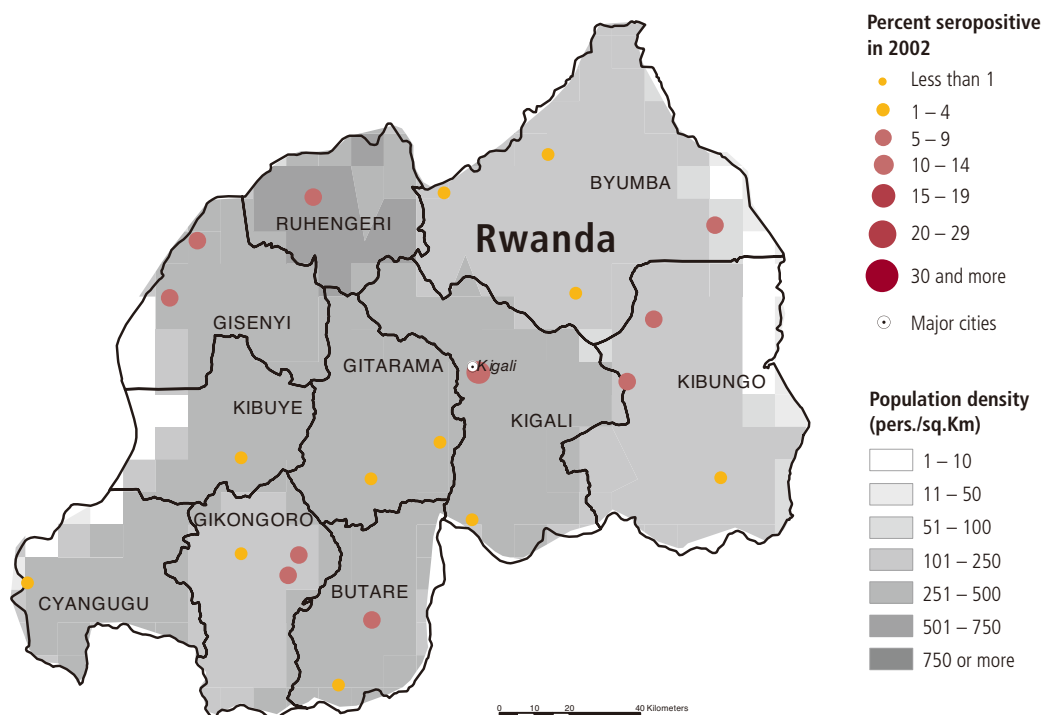 Percent seropositive
in 2002
Less than 1
1 – 4
5 – 9
10 – 14
15 – 19
20 – 29
30 and more
Major cities
Population density
(pers./sq.Km)
1 – 10
11 – 50
51 – 100
101 – 250
251 – 500
501 – 750
750 or more
BYUMBA
RUHENGERI
Rwanda
GISENYI
GITARAMA
Kigali
KIBUNGO
KIBUYE
KIGALI
GIKONGORO
BUTARE
CYANGUGU
0 10 20 40 Kilometers